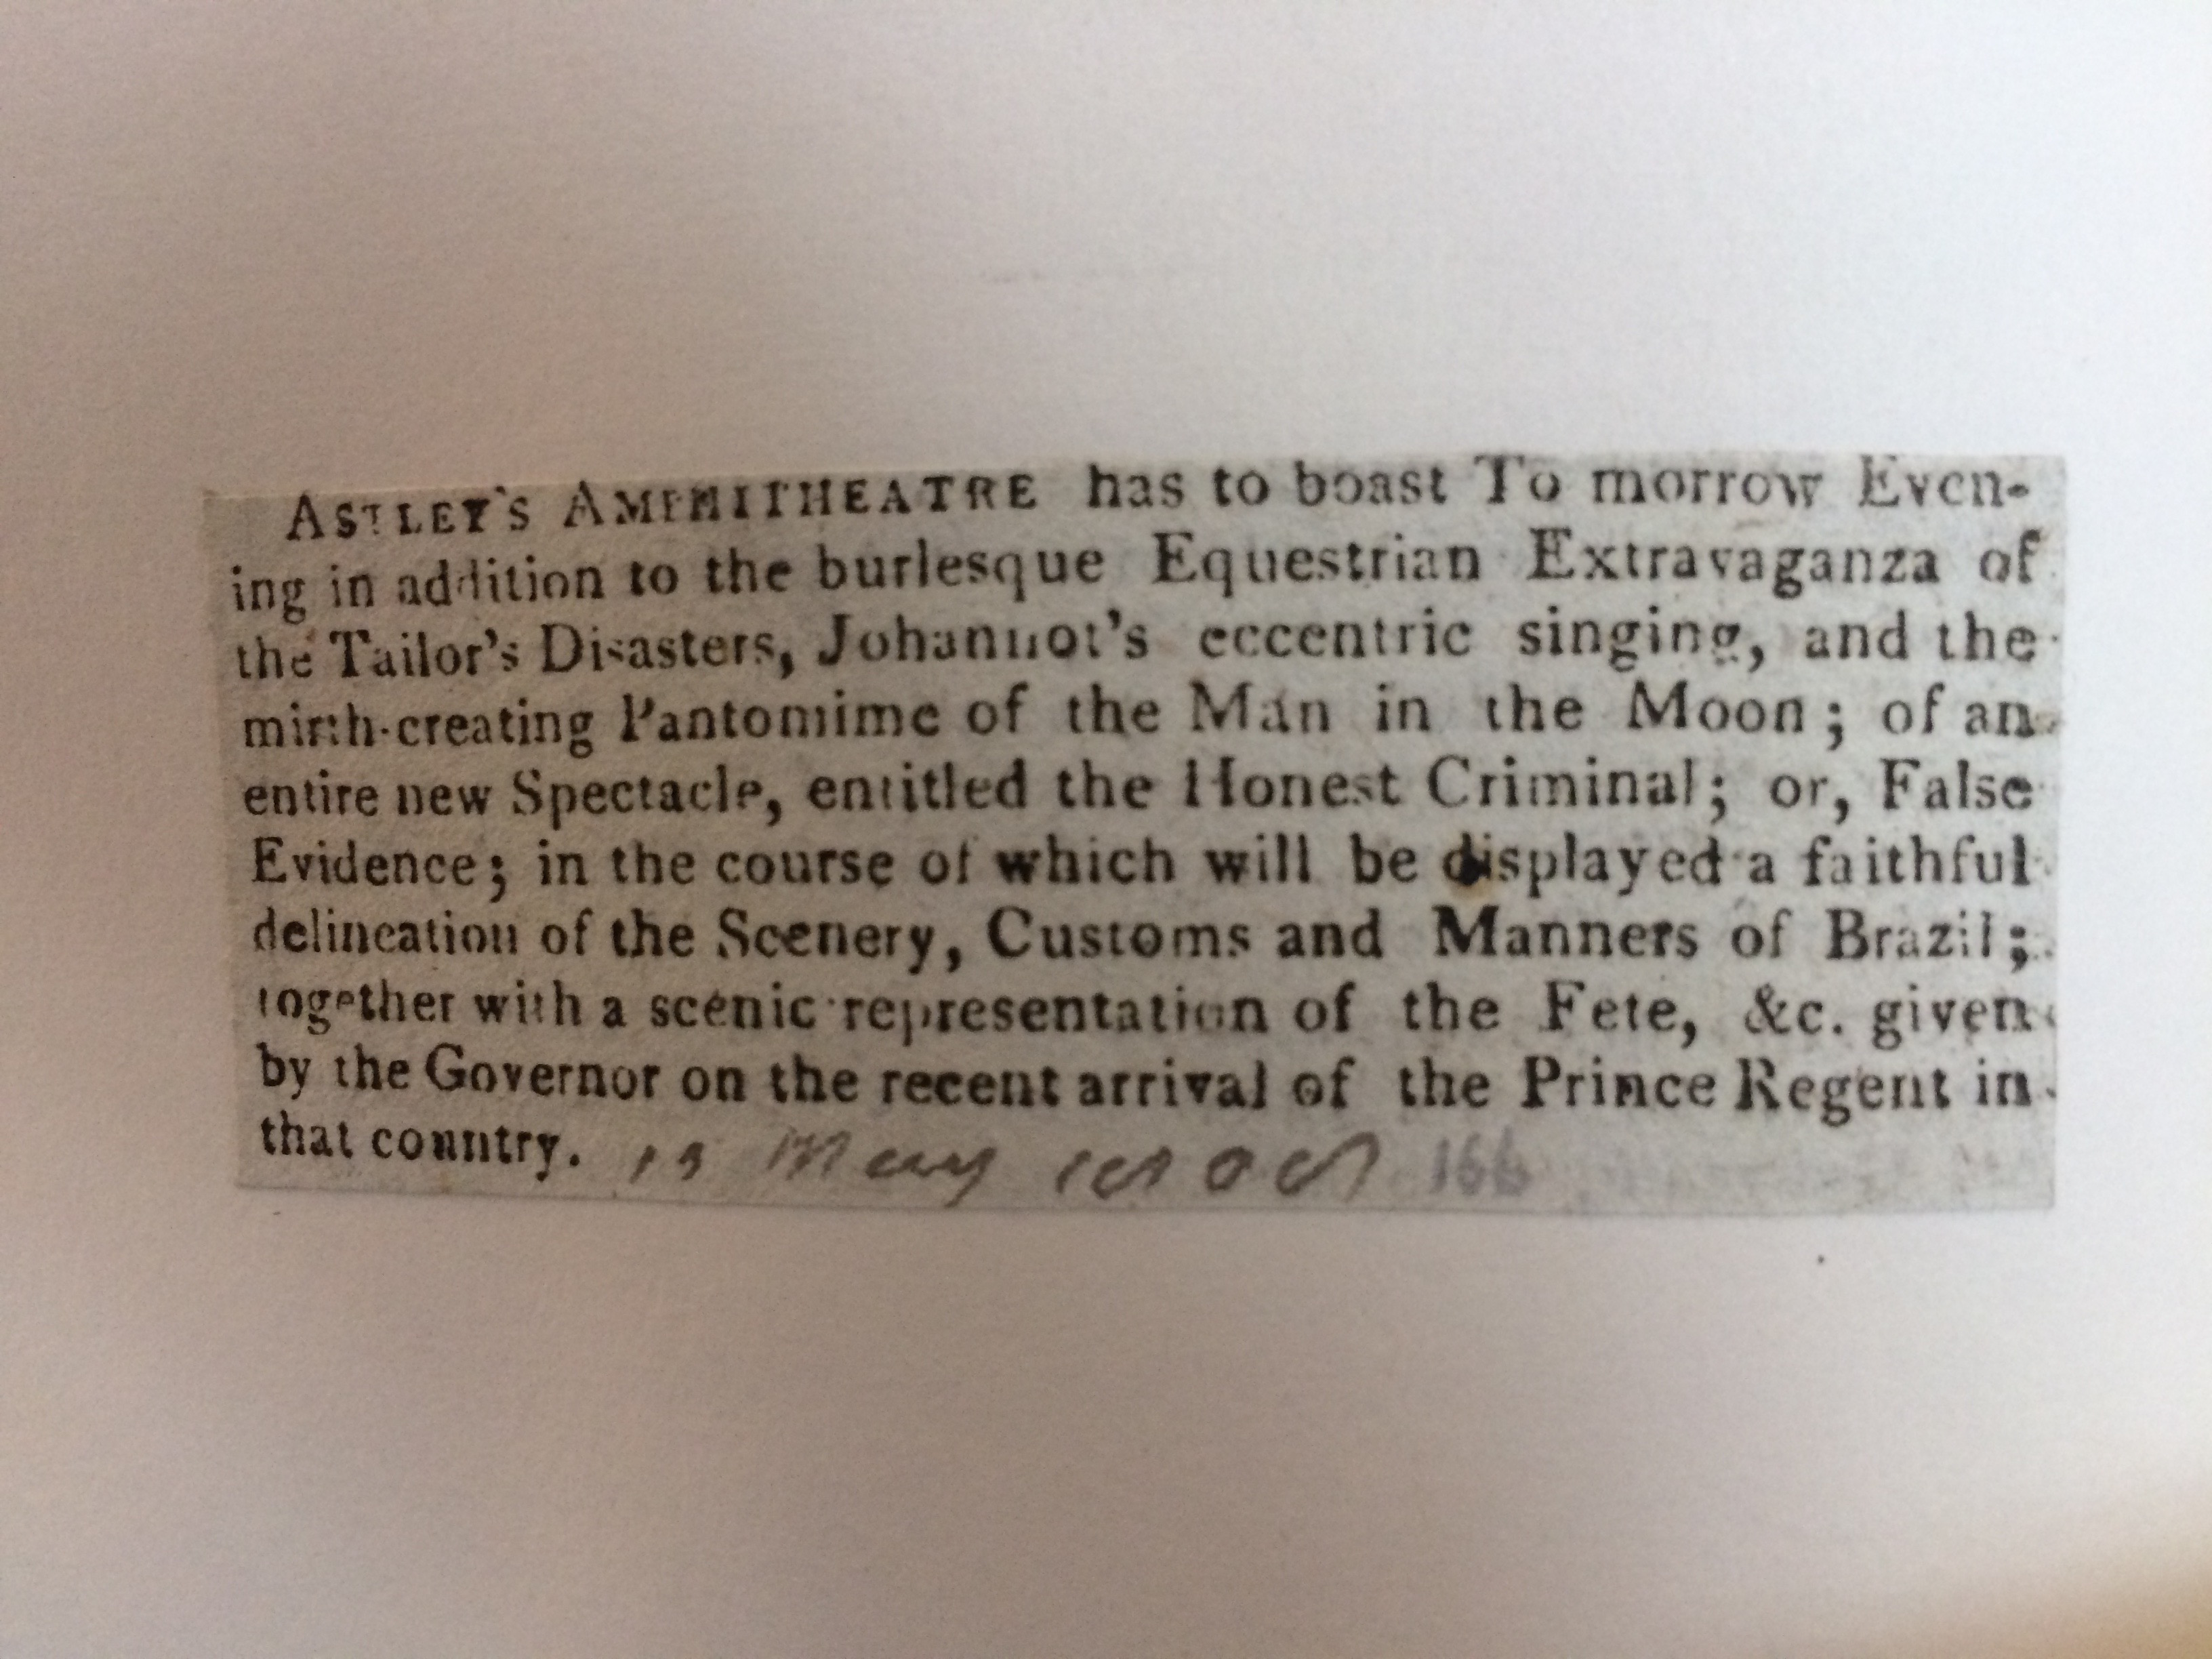 ASTLEY'S AMPHITHEATRE has to boast To morrow Even-
ing in addition to the burlesque Equestrian Extravaganza of
the Tailor's Disasters, Johannot's eccentric singing, and the
mirth-creating Pantomime of the Man in the Moon; of an
entire new Spectacle, entitled the Honest Criminal; or, False
Evidence; in the course of which will be displayed a faithful
delineation of the Scenery, Customs and Manners of Brazil;
together with a scenic representation of the Fete, &c. given
by the Governor on the recent arrival of the Prince Regent in
that country. May 1808 166